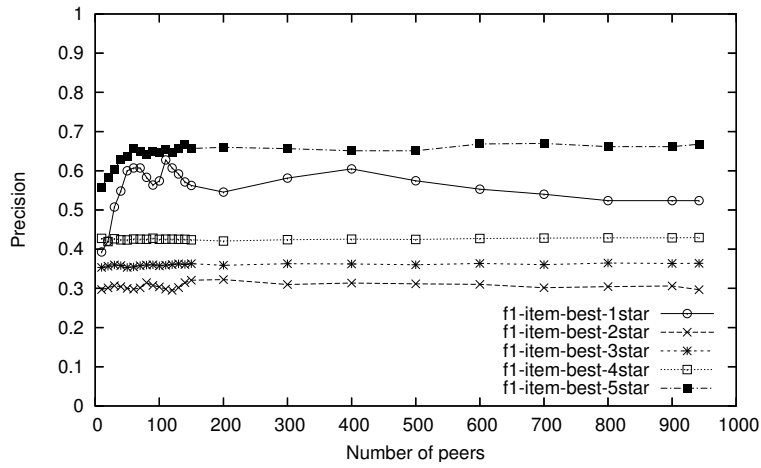 1
0.9
0.8
0.7
0.6
0.5
0.4
0.3
0.2
0.1
0
Precision
f1-item-best-1star
f1-item-best-2star
f1-item-best-3star
f1-item-best-4star
f1-item-best-5star
0 100 200 300 400 500 600 700 800 900 1000
Number of peers